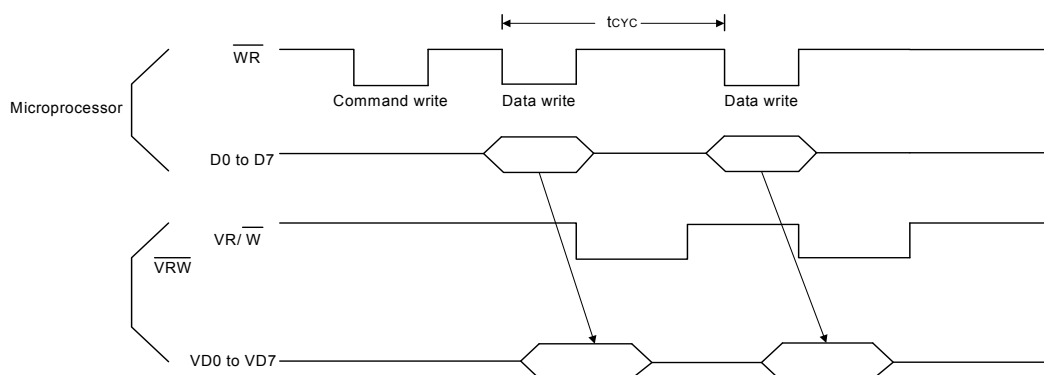 tCYC
WR
Command write
Data write
Data write
Microprocessor
D0 to D7
VR/ W
VRW
VD0 to VD7